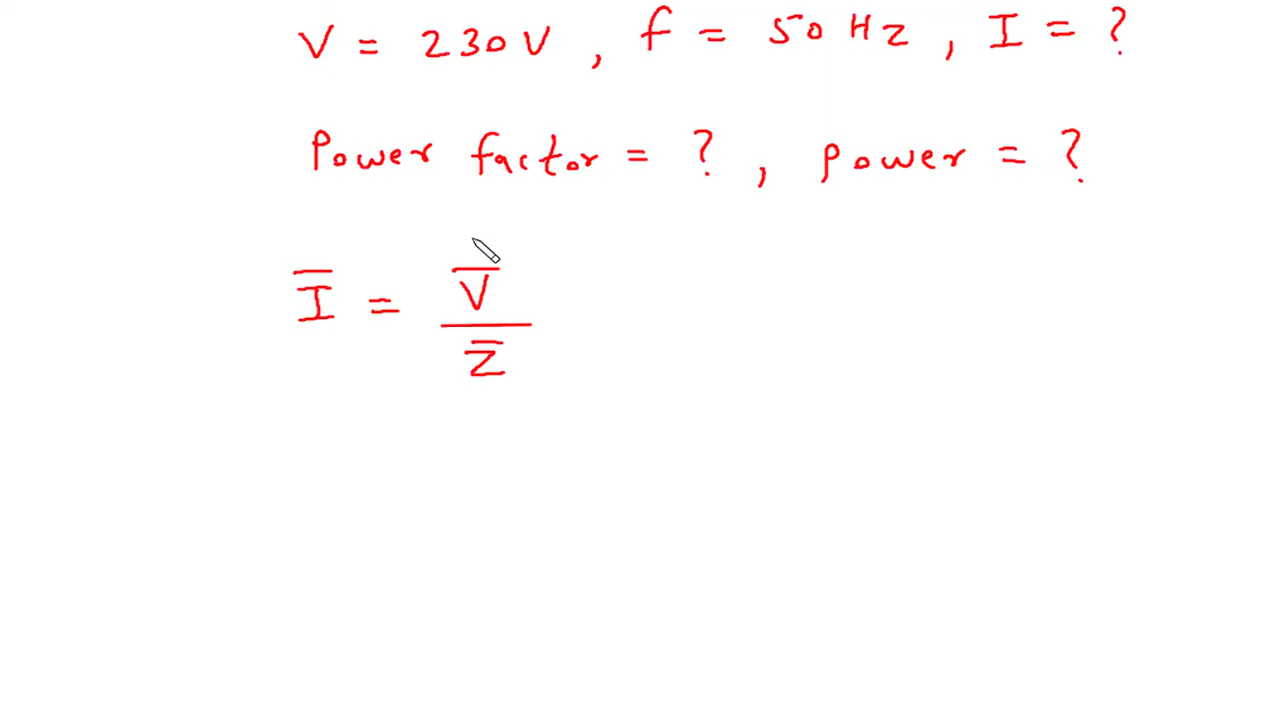 V = 230V, f = 50 Hz, I = ?
Power factor = ?, power = ?
I̅ = V̅ / Z̅